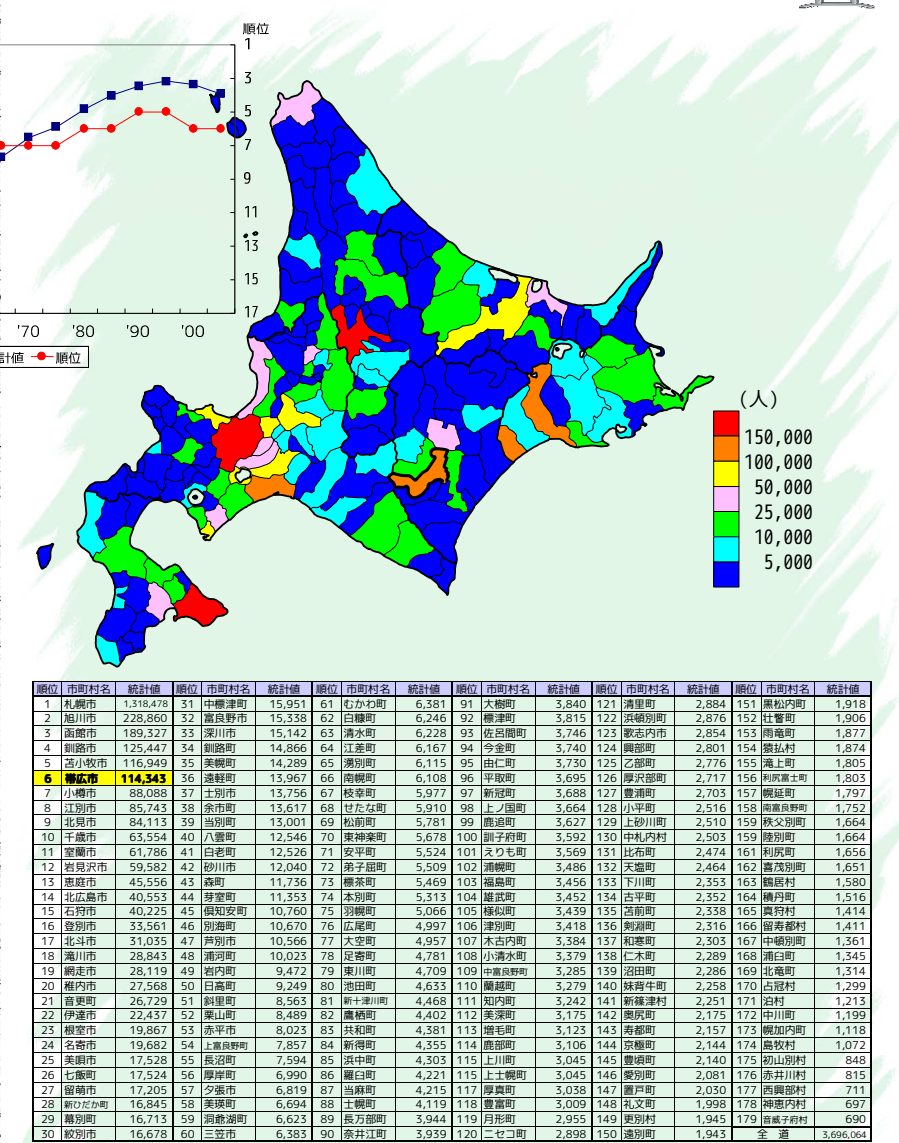 順位
1
3
5
7
9
11
13
15
17
'70 '80 '90 '00
計値 順位
(人)
150,000
100,000
50,000
25,000
10,000
5,000
順位 市町村名 統計値 順位 市町村名 統計値 順位 市町村名 統計値 順位 市町村名 統計値 順位 市町村名 統計値 順位 市町村名 統計値
1 札幌市 1,318,478 31 中標津町 15,951 61 むかわ町 6,381 91 大樹町 3,840 121 清里町 2,884 151 黒松内町 1,918
2 旭川市 228,860 32 富良野市 15,338 62 白糠町 6,246 92 標津町 3,815 122 浜頓別町 2,876 152 壮瞥町 1,906
3 函館市 189,327 33 深川市 15,142 63 清水町 6,228 93 佐呂間町 3,746 123 歌志内市 2,854 153 雨竜町 1,877
4 釧路市 125,447 34 釧路町 14,866 64 江差町 6,167 94 今金町 3,740 124 興部町 2,801 154 猿払村 1,874
5 苫小牧市 116,949 35 美幌町 14,289 65 湧別町 6,115 95 由仁町 3,730 125 乙部町 2,776 155 滝上町 1,805
6 帯広市 114,343 36 遠軽町 13,967 66 南幌町 6,108 96 平取町 3,695 126 厚沢部町 2,717 156 利尻富士町 1,803
7 小樽市 88,088 37 士別市 13,756 67 枝幸町 5,977 97 新冠町 3,688 127 豊浦町 2,703 157 幌延町 1,797
8 江別市 85,743 38 余市町 13,617 68 せたな町 5,910 98 上ノ国町 3,664 128 小平町 2,516 158 南富良野町 1,752
9 北見市 84,113 39 当別町 13,001 69 松前町 5,781 99 鹿追町 3,627 129 上砂川町 2,510 159 秩父別町 1,664
10 千歳市 63,554 40 八雲町 12,546 70 東神楽町 5,678 100 訓子府町 3,592 130 中札内村 2,503 159 陸別町 1,664
11 室蘭市 61,786 41 白老町 12,526 71 安平町 5,524 101 えりも町 3,569 131 比布町 2,474 161 利尻町 1,656
12 岩見沢市 59,582 42 砂川市 12,040 72 弟子屈町 5,509 102 浦幌町 3,486 132 天塩町 2,464 162 喜茂別町 1,651
13 恵庭市 45,556 43 森町 11,736 73 標茶町 5,469 103 福島町 3,456 133 下川町 2,353 163 鶴居村 1,580
14 北広島市 40,553 44 芽室町 11,353 74 本別町 5,313 104 雄武町 3,452 134 古平町 2,352 164 積丹町 1,516
15 石狩市 40,225 45 倶知安町 10,760 75 羽幌町 5,066 105 様似町 3,439 135 苫前町 2,338 165 真狩村 1,414
16 登別市 33,561 46 別海町 10,670 76 広尾町 4,997 106 津別町 3,418 136 剣淵町 2,316 166 留寿都村 1,411
17 北斗市 31,035 47 芦別市 10,566 77 大空町 4,957 107 木古内町 3,384 137 和寒町 2,303 167 中頓別町 1,361
18 滝川市 28,843 48 浦河町 10,023 78 足寄町 4,781 108 小清水町 3,379 138 仁木町 2,289 168 浦臼町 1,345
19 網走市 28,119 49 岩内町 9,472 79 東川町 4,709 109 中富良野町 3,285 139 沼田町 2,286 169 北竜町 1,314
20 稚内市 27,568 50 日高町 9,249 80 池田町 4,633 110 蘭越町 3,279 140 妹背牛町 2,258 170 占冠村 1,299
21 音更町 26,729 51 斜里町 8,563 81 新十津川町 4,468 111 知内町 3,242 141 新篠津村 2,251 171 泊村 1,213
22 伊達市 22,437 52 栗山町 8,489 82 鷹栖町 4,402 112 美深町 3,175 142 奥尻町 2,175 172 中川町 1,199
23 根室市 19,867 53 赤平市 8,023 83 共和町 4,381 113 増毛町 3,123 143 寿都町 2,157 173 幌加内町 1,118
24 名寄市 19,682 54 上富良野町 7,857 84 新得町 4,355 114 鹿部町 3,106 144 京極町 2,144 174 島牧村 1,072
25 美唄市 17,528 55 長沼町 7,594 85 浜中町 4,303 115 上川町 3,045 145 豊頃町 2,140 175 初山別村 848
26 七飯町 17,524 56 厚岸町 6,990 86 羅臼町 4,221 115 上士幌町 3,045 146 愛別町 2,081 176 赤井川村 815
27 留萌市 17,205 57 夕張市 6,819 87 当麻町 4,215 117 厚真町 3,038 147 置戸町 2,030 177 西興部村 711
28 新ひだか町 16,845 58 美瑛町 6,694 88 士幌町 4,119 118 豊富町 3,009 148 礼文町 1,998 178 神恵内村 697
29 幕別町 16,713 59 洞爺湖町 6,623 89 長万部町 3,944 119 月形町 2,955 149 更別村 1,945 179 音威子府村 690
30 紋別市 16,678 60 三笠市 6,383 90 奈井江町 3,939 120 ニセコ町 2,898 150 遠別町 1,943 全 道 3,696,064